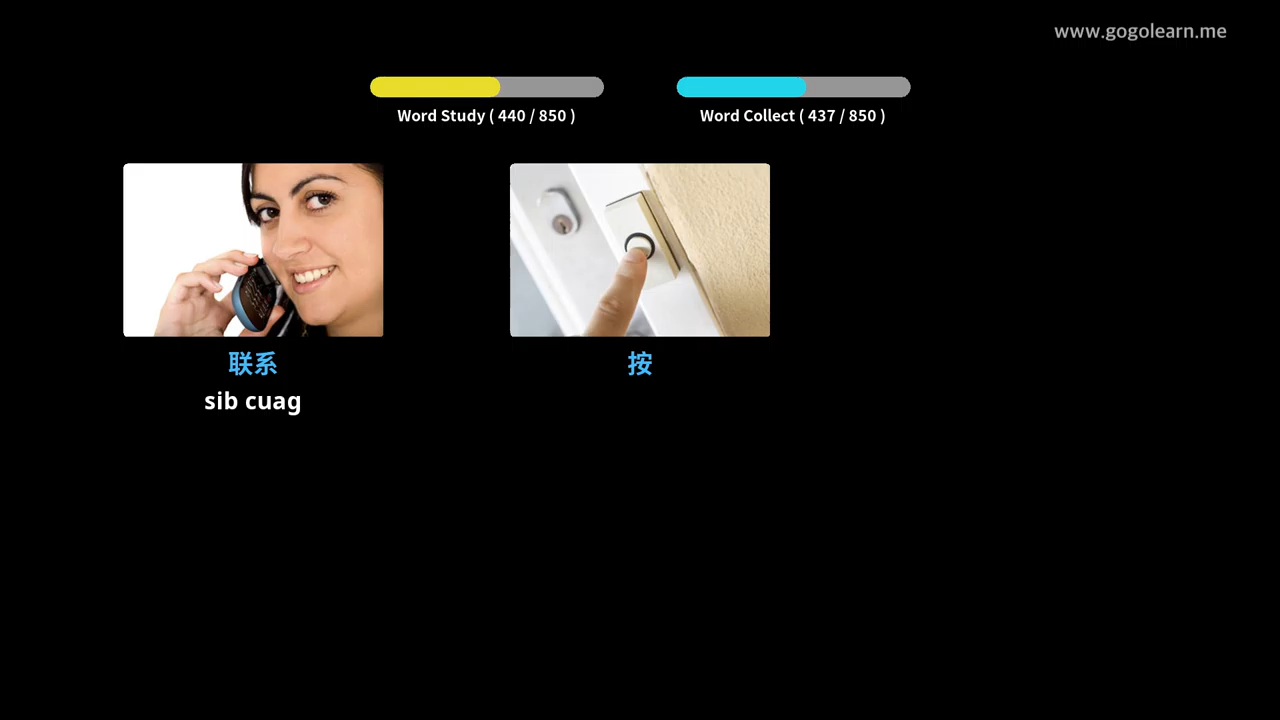 www.gogolearn.me
Word Study ( 440 / 850 )
Word Collect ( 437 / 850 )
联系
sib cuag
按